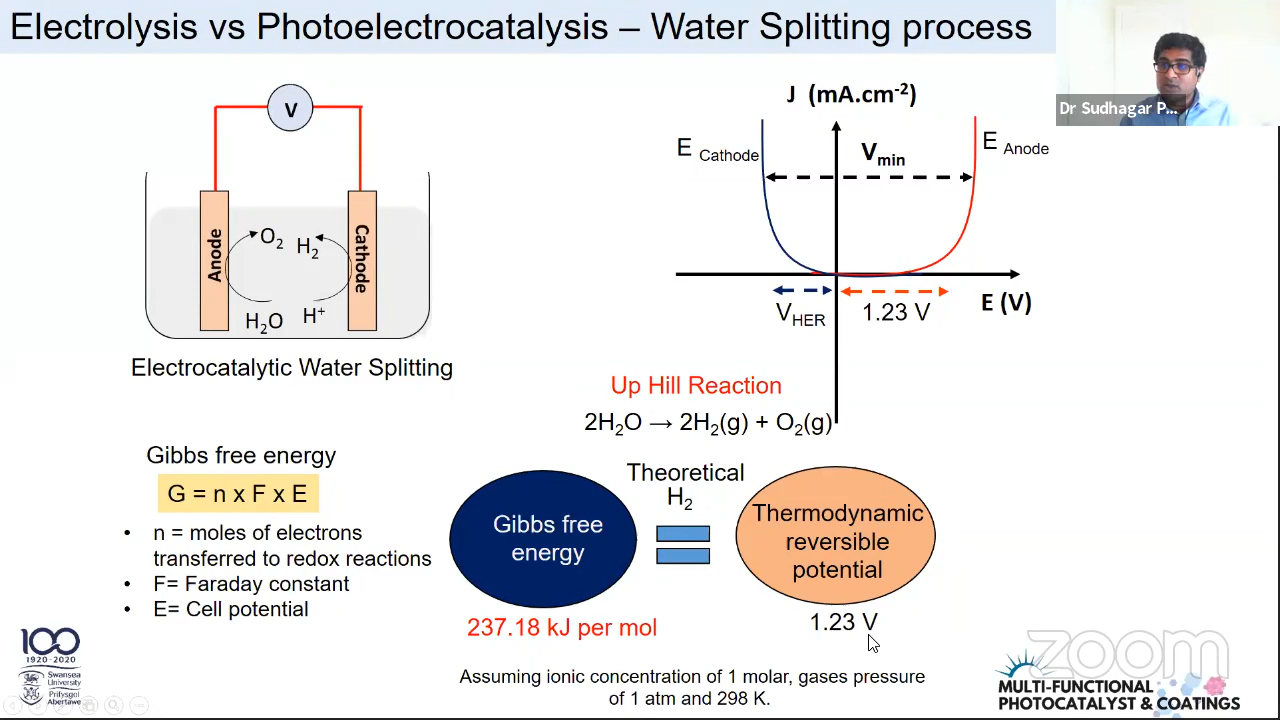 Electrolysis vs Photoelectrocatalysis – Water Splitting process
Dr Sudhagar P...
V
Anode
Cathode
O₂
H₂
H₂O
H⁺
Electrocatalytic Water Splitting
J (mA.cm⁻²)
E Cathode
V min
E Anode
V HER
1.23 V
E (V)
Up Hill Reaction
2H₂O → 2H₂(g) + O₂(g)
Gibbs free energy
G = n x F x E
• n = moles of electrons
transferred to redox reactions
• F= Faraday constant
• E= Cell potential
Gibbs free
energy
237.18 kJ per mol
Theoretical
H₂
Thermodynamic
reversible
potential
1.23 V
Assuming ionic concentration of 1 molar, gases pressure
of 1 atm and 298 K.
100
1920-2020
Swansea
University
Prifysgol
Abertawe
zoom
MULTI-FUNCTIONAL
PHOTOCATALYST & COATINGS